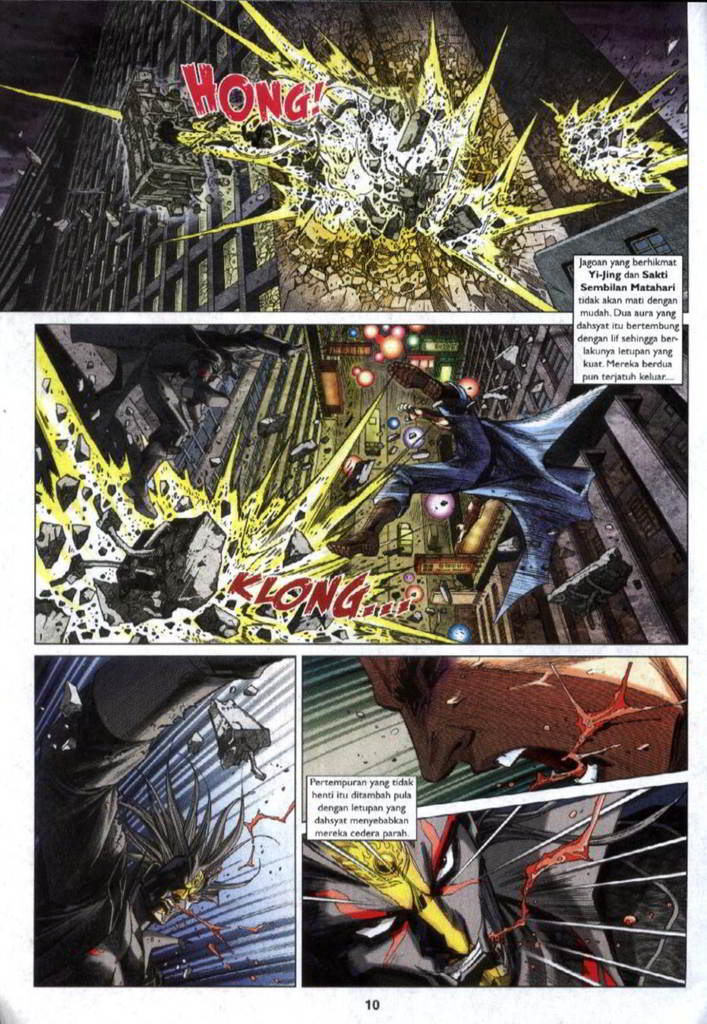 HONG!
Jagoan yang berhikmat
Yi-Jing dan Sakti
Sembilan Matahari
tidak akan mati dengan
mudah. Dua aura yang
dahsyat itu bertembung
dengan lif sehingga ber-
lakunya letupan yang
kuat. Mereka berdua
pun terjatuh keluar....
KLONG...
Pertempuran yang tidak
henti itu ditambah pula
dengan letupan yang
dahsyat menyebabkan
mereka cedera parah.
10